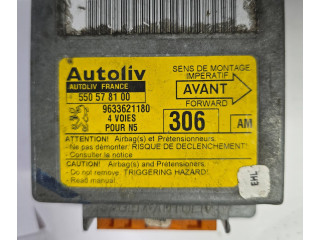 Autoliv
AUTOLIV FRANCE
550 57 81 00
9633621180
4 VOIES
POUR N5
SENS DE MONTAGE
IMPERATIF
AVANT
FORWARD
306
AM
ATTENTION! Airbag(s) et Prétensionneurs.
- Ne pas démonter: RISQUE DE DECLENCHEMENT!
- Consulter la notice
CAUTION! Airbag(s) and Pretensioners.
- Do not remove. TRIGGERING HAZARD!
- Read manual.
EHL